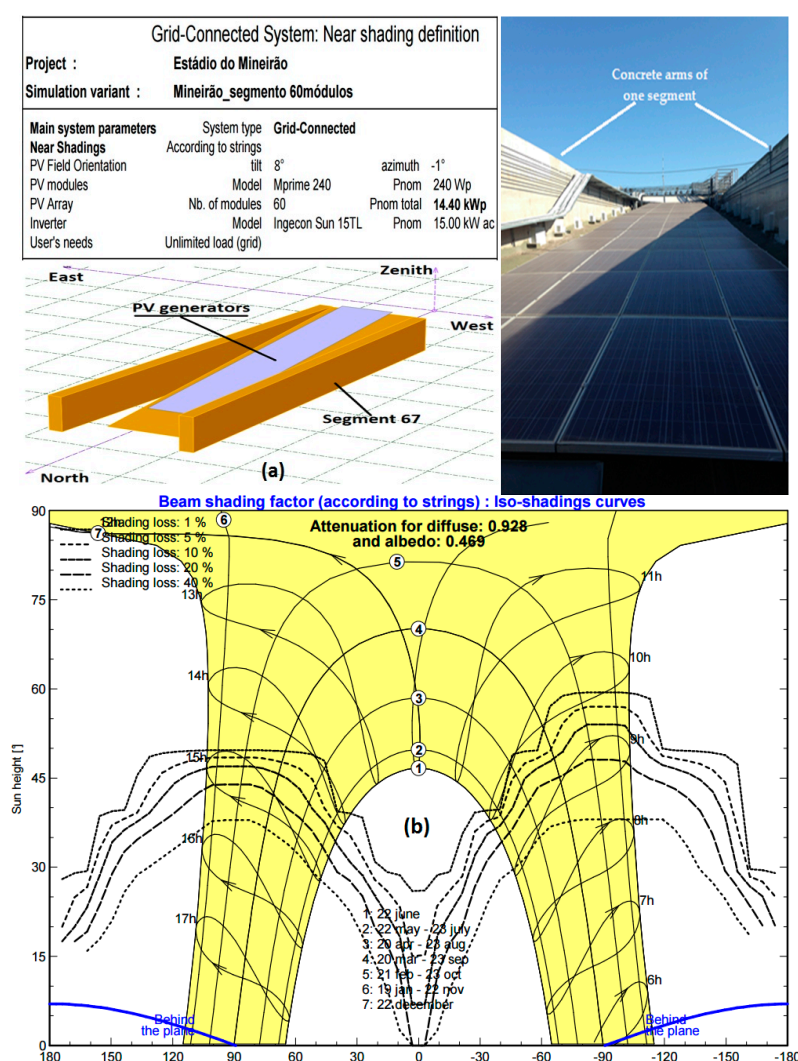 Grid-Connected System: Near shading definition
Project : Estádio do Mineirão
Simulation variant : Mineirão_segmento 60módulos
Main system parameters System type Grid-Connected
Near Shadings According to strings
PV Field Orientation tilt 8° azimuth -1°
PV modules Model Mprime 240 Pnom 240 Wp
PV Array Nb. of modules 60 Pnom total 14.40 kWp
Inverter Model Ingecon Sun 15TL Pnom 15.00 kW ac
User's needs Unlimited load (grid)
Concrete arms of
one segment
East
Zenith
PV generators
West
Segment 67
North
(a)
Beam shading factor (according to strings) : Iso-shadings curves
90
75
60
45
30
15
0
Sun height [°]
12h
Shading loss: 1 %
Shading loss: 5 %
Shading loss: 10 %
Shading loss: 20 %
Shading loss: 40 %
Attenuation for diffuse: 0.928
and albedo: 0.469
7
6
5
4
3
2
1
13h
14h
15h
16h
17h
11h
10h
9h
8h
7h
6h
(b)
1: 22 june
2: 22 may - 23 july
3: 20 apr - 23 aug
4: 20 mar - 23 sep
5: 21 feb - 23 oct
6: 19 jan - 22 nov
7: 22 december
Behind
the plane
Behind
the plane
180 150 120 90 60 30 0 -30 -60 -90 -120 -150 -180